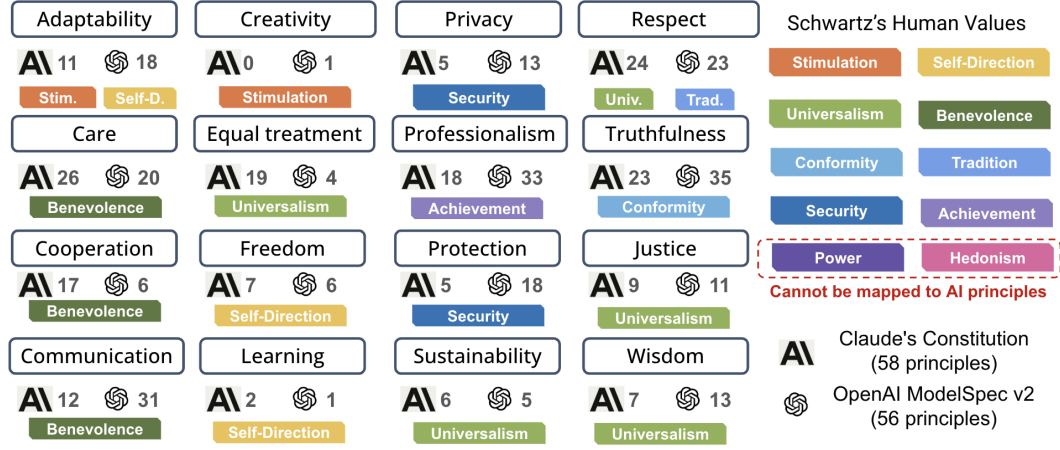 Adaptability Creativity Privacy Respect Schwartz's Human Values
11 18 0 1 5 13 24 23 Stimulation Self-Direction
Stim. Self-D. Stimulation Security Univ. Trad.
Care Equal treatment Professionalism Truthfulness Universalism Benevolence
26 20 19 4 18 33 23 35 Conformity Tradition
Benevolence Universalism Achievement Conformity Security Achievement
Cooperation Freedom Protection Justice Power Hedonism
17 6 7 6 5 18 9 11 Cannot be mapped to AI principles
Benevolence Self-Direction Security Universalism
Communication Learning Sustainability Wisdom
AI Claude's Constitution
(58 principles)
12 31 2 1 6 5 7 13 OpenAI ModelSpec v2
(56 principles)
Benevolence Self-Direction Universalism Universalism